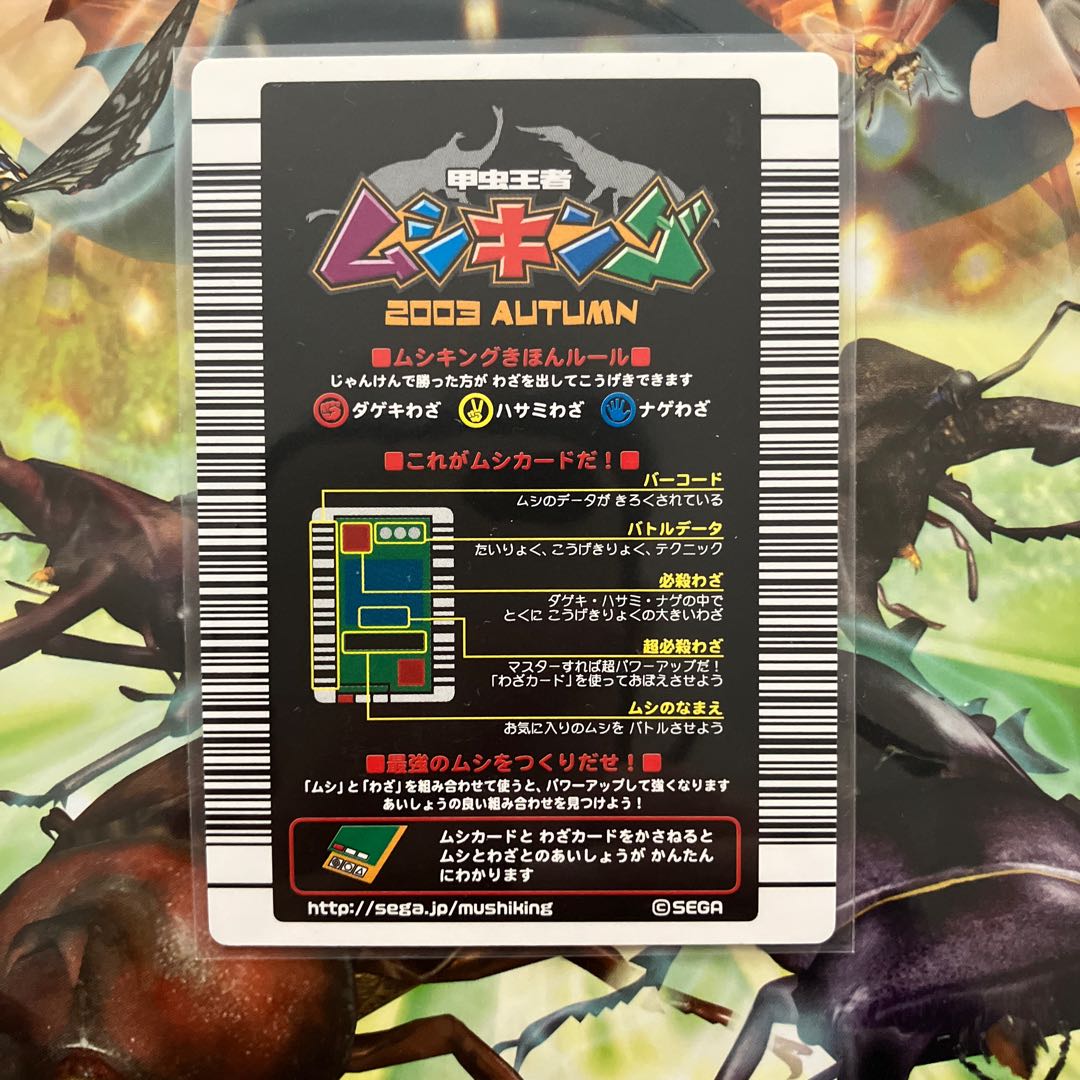 甲虫王者
ムシキング
2003 AUTUMN
■ムシキングきほんルール■
じゃんけんで勝った方が わざを出してこうげきできます
ダゲキわざ ハサミわざ ナゲわざ
■これがムシカードだ！■
バーコード
ムシのデータが きろくされている
バトルデータ
たいりょく、こうげきりょく、テクニック
必殺わざ
ダゲキ・ハサミ・ナゲの中で
とくに こうげきりょくの大きいわざ
超必殺わざ
マスターすれば超パワーアップだ！
「わざカード」を使っておぼえさせよう
ムシのなまえ
お気に入りのムシを バトルさせよう
■最強のムシをつくりだせ！■
「ムシ」と「わざ」を組み合わせて使うと、パワーアップして強くなります
あいしょうの良い組み合わせを見つけよう！
ムシカードと わざカードをかさねると
ムシとわざとのあいしょうが かんたん
にわかります
http://sega.jp/mushiking ©SEGA